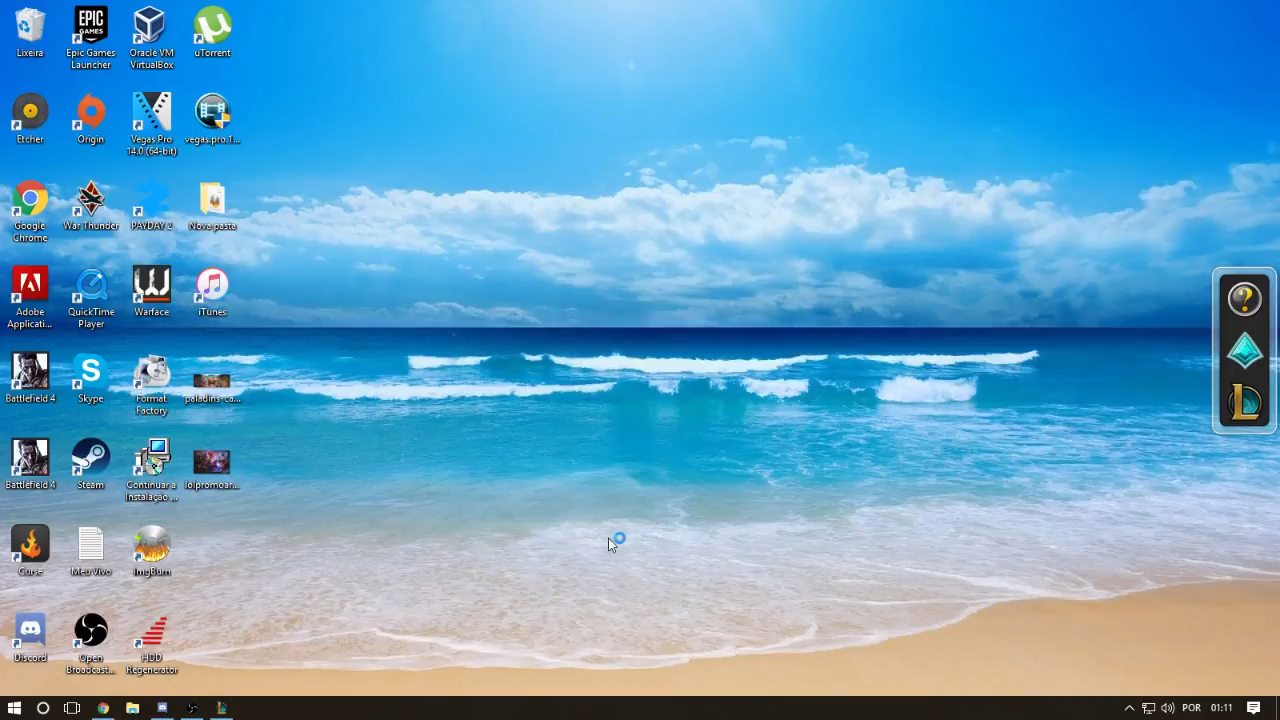 Lixeira
EPIC
GAMES
Epic Games
Launcher
Oracle VM
VirtualBox
uTorrent
Etcher
Origin
Vegas Pro
14.0 (64-bit)
vegas.pro.1...
Google
Chrome
War Thunder
PAYDAY 2
Nova pasta
Adobe
Applicati...
QuickTime
Player
Warface
iTunes
Battlefield 4
Skype
Format
Factory
paladins-ca...
Battlefield 4
Steam
Continuar a
Instalação ...
lolpromoar...
Curse
Meu Vivo
ImgBurn
Discord
Open
Broadcast...
HDD
Regenerator
POR
01:11